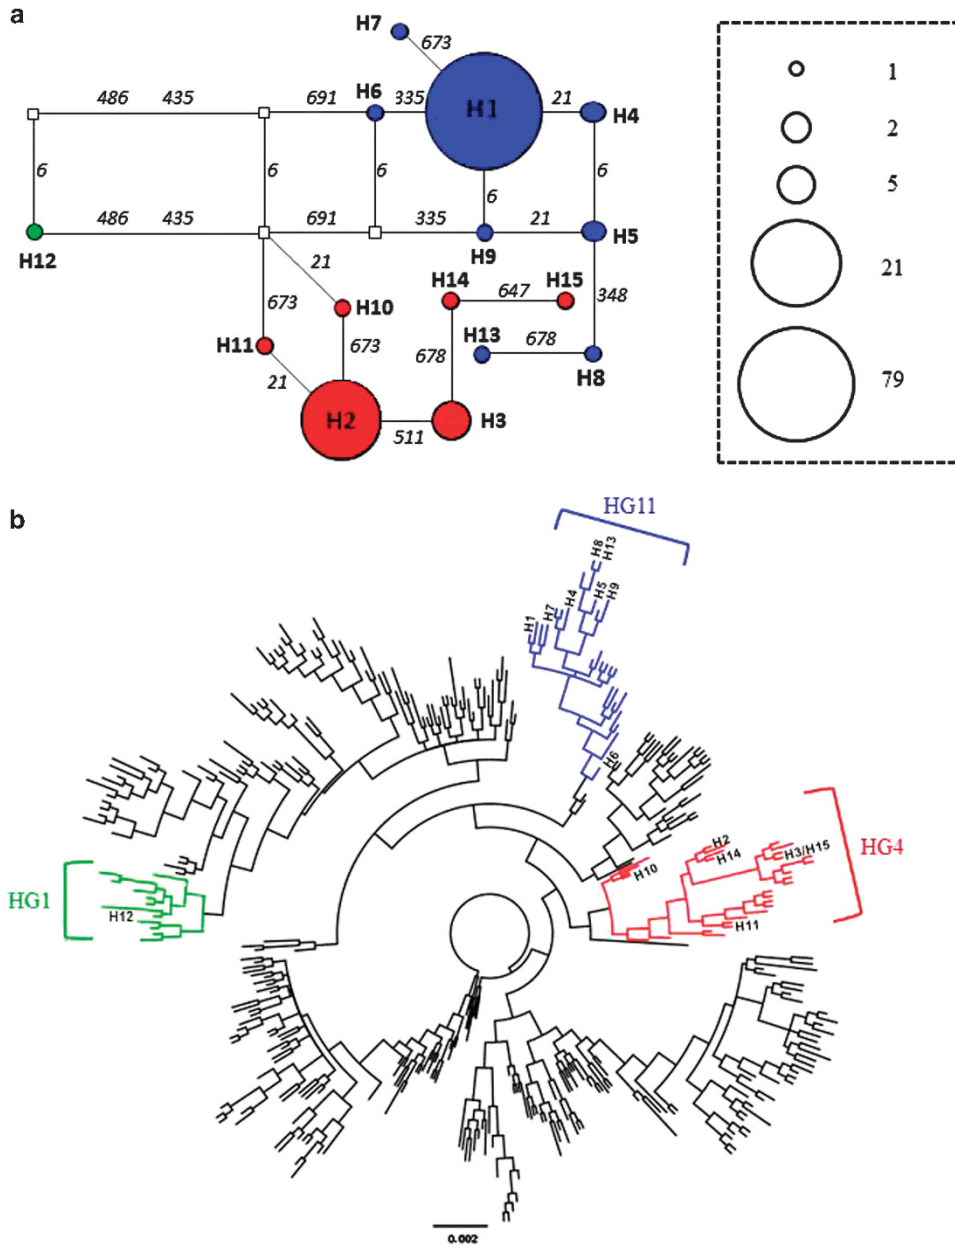 a
H7
673
486 435 691 H6 335 H1 21 H4
1
2
6 6 6 6 6
5
486 435 691 335 21 H5
H12 H9
21
21 H14 H15
647 348
673 H10 H13
H11 673 678 678
H8
21
H2 511 H3
79
b
HG11
H8
H13
H5
H9
H4
H7
H1
H6
HG4
H2
H14
H3/H15
H10
H11
HG1
H12
0.002